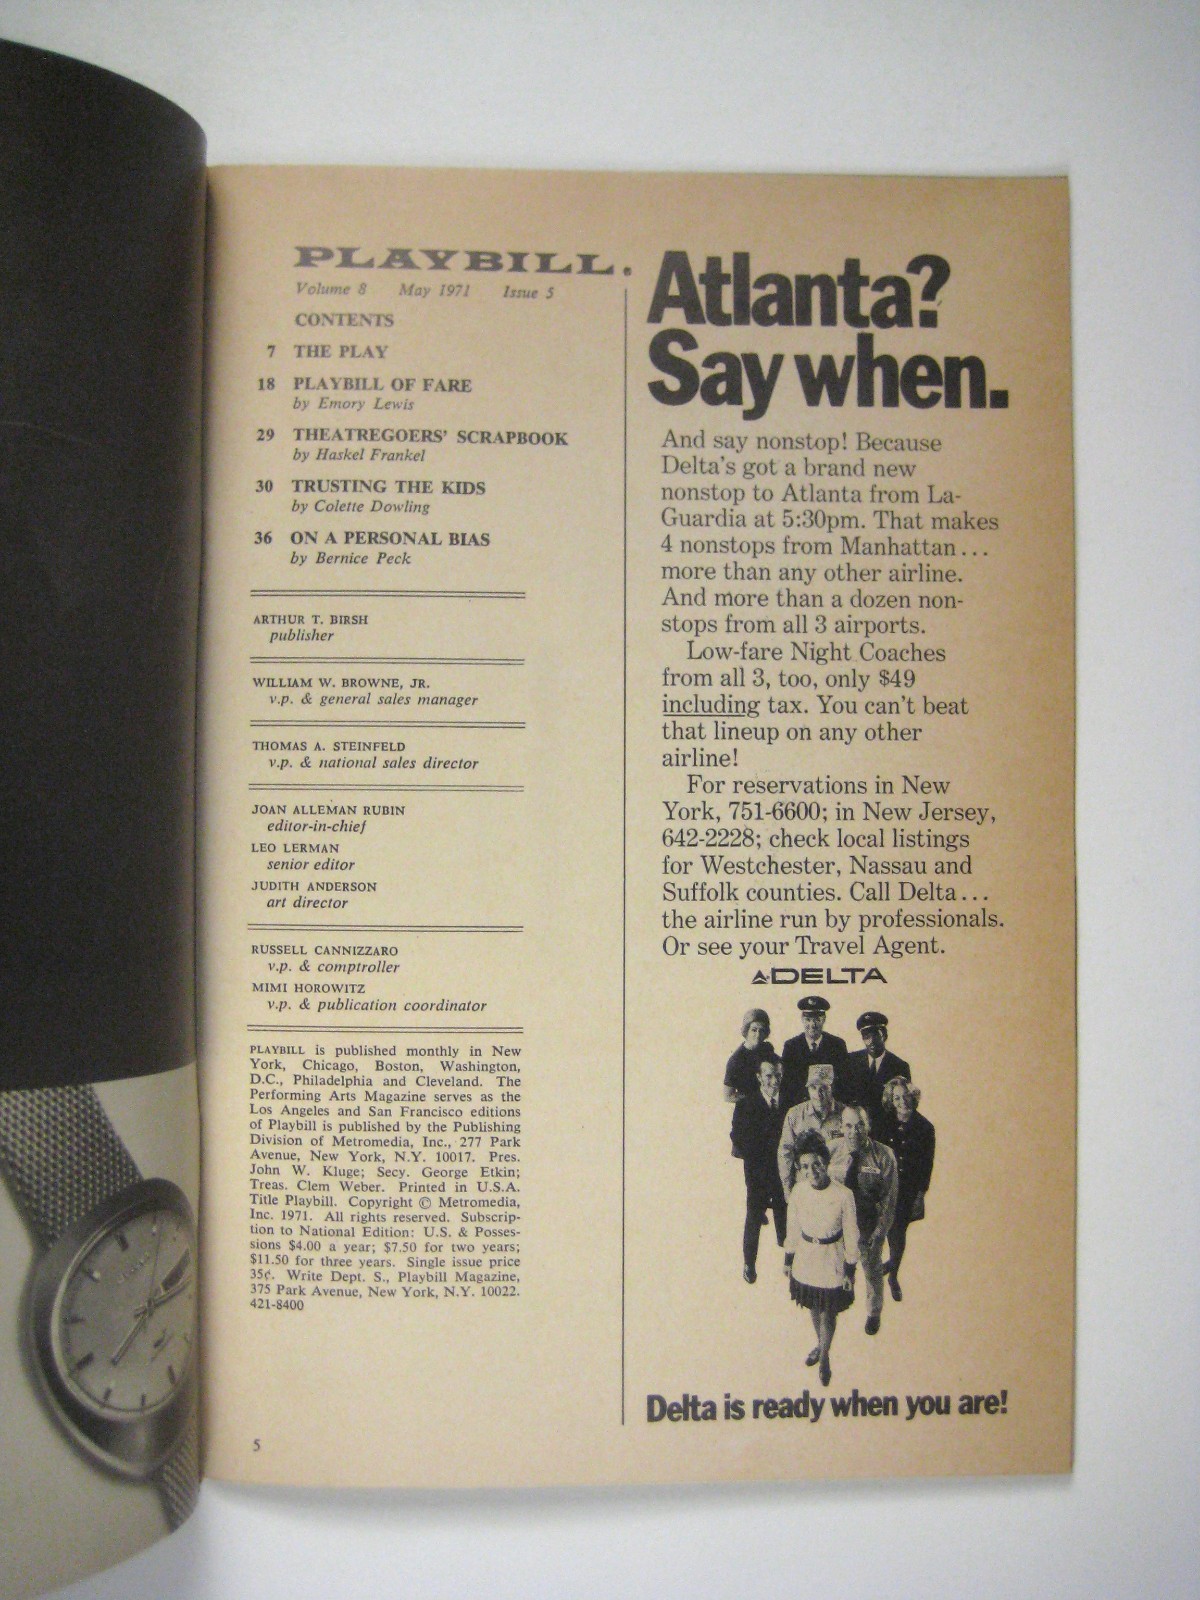 PLAYBILL.
Volume 8 May 1971 Issue 5
CONTENTS
7 THE PLAY
18 PLAYBILL OF FARE
by Emory Lewis
29 THEATREGOERS' SCRAPBOOK
by Haskel Frankel
30 TRUSTING THE KIDS
by Colette Dowling
36 ON A PERSONAL BIAS
by Bernice Peck
ARTHUR T. BIRSH
publisher
WILLIAM W. BROWNE, JR.
v.p. & general sales manager
THOMAS A. STEINFELD
v.p. & national sales director
JOAN ALLEMAN RUBIN
editor-in-chief
LEO LERMAN
senior editor
JUDITH ANDERSON
art director
RUSSELL CANNIZZARO
v.p. & comptroller
MIMI HOROWITZ
v.p. & publication coordinator
PLAYBILL is published monthly in New
York, Chicago, Boston, Washington,
D.C., Philadelphia and Cleveland. The
Performing Arts Magazine serves as the
Los Angeles and San Francisco editions
of Playbill is published by the Publishing
Division of Metromedia, Inc., 277 Park
Avenue, New York, N.Y. 10017. Pres.
John W. Kluge; Secy. George Etkin;
Treas. Clem Weber. Printed in U.S.A.
Title Playbill. Copyright © Metromedia,
Inc. 1971. All rights reserved. Subscrip-
tion to National Edition: U.S. & Posses-
sions $4.00 a year; $7.50 for two years;
$11.50 for three years. Single issue price
35¢. Write Dept. S., Playbill Magazine,
375 Park Avenue, New York, N.Y. 10022.
421-8400
5
Atlanta?
Say when.
And say nonstop! Because
Delta's got a brand new
nonstop to Atlanta from La-
Guardia at 5:30pm. That makes
4 nonstops from Manhattan...
more than any other airline.
And more than a dozen non-
stops from all 3 airports.
Low-fare Night Coaches
from all 3, too, only $49
including tax. You can't beat
that lineup on any other
airline!
For reservations in New
York, 751-6600; in New Jersey,
642-2228; check local listings
for Westchester, Nassau and
Suffolk counties. Call Delta...
the airline run by professionals.
Or see your Travel Agent.
DELTA
Delta is ready when you are!